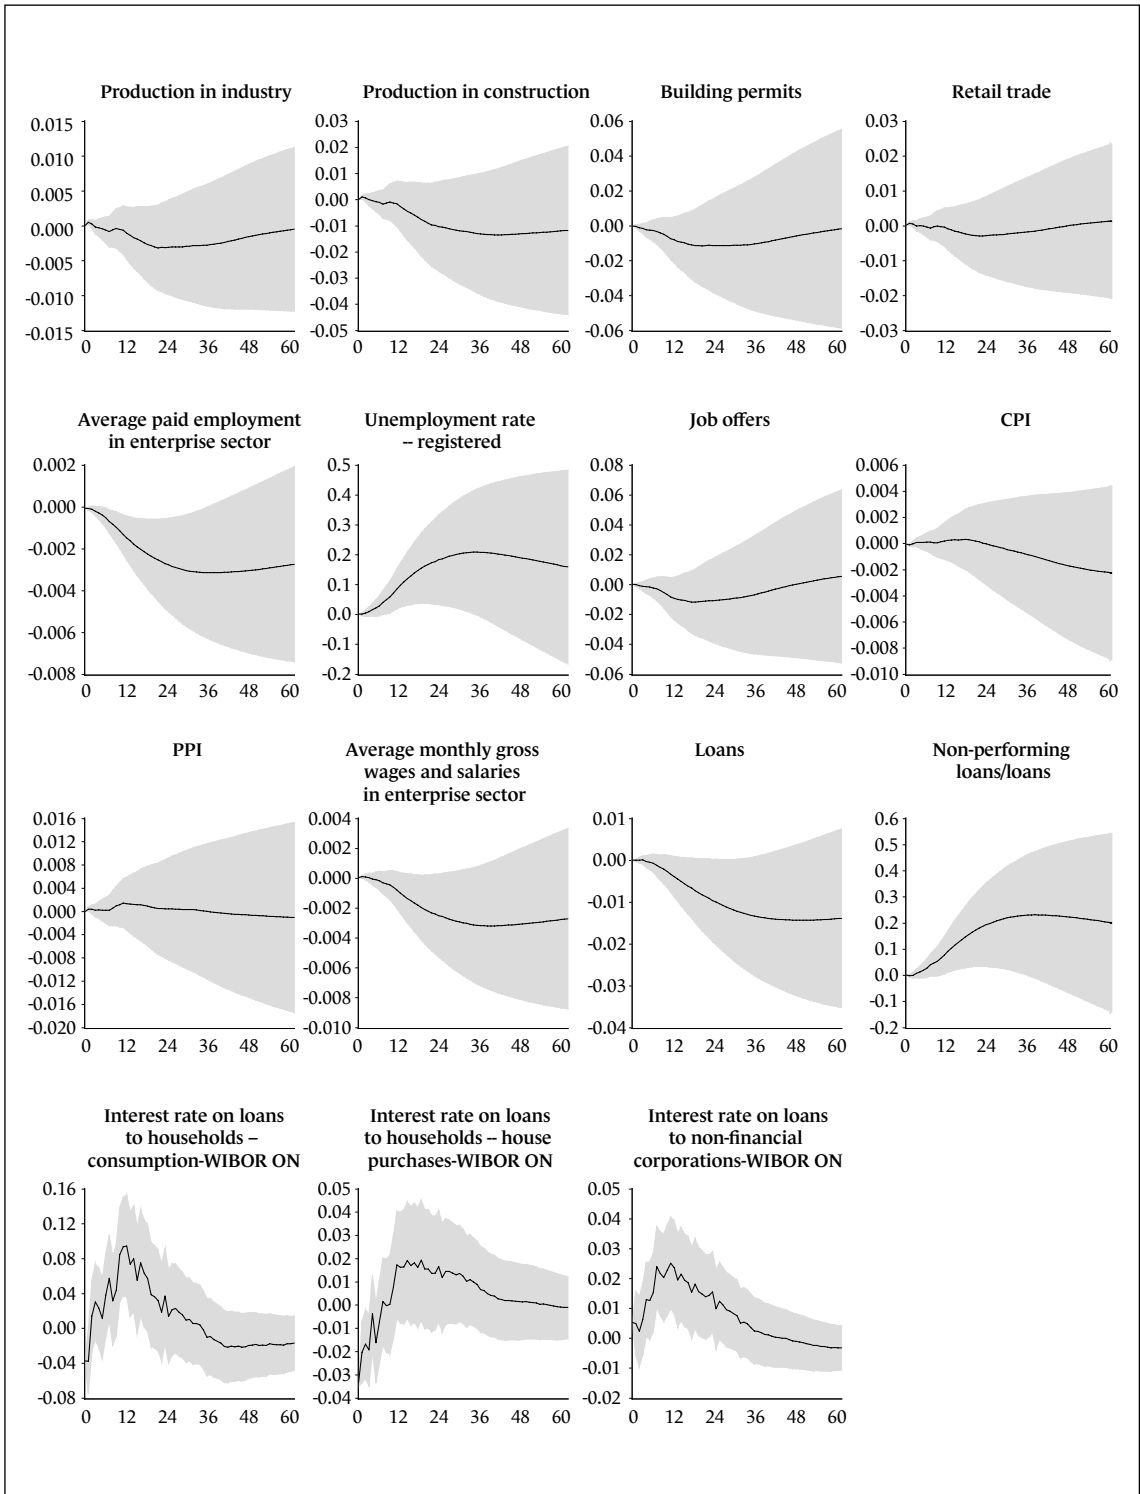 Production in industry
0.015
0.010
0.005
0.000
-0.005
-0.010
-0.015
0 12 24 36 48 60
Production in construction
0.03
0.02
0.01
0.00
-0.01
-0.02
-0.03
-0.04
-0.05
0 12 24 36 48 60
Building permits
0.06
0.04
0.02
0.00
-0.02
-0.04
-0.06
0 12 24 36 48 60
Retail trade
0.03
0.02
0.01
0.00
-0.01
-0.02
-0.03
0 12 24 36 48 60
Average paid employment
in enterprise sector
0.002
0.000
-0.002
-0.004
-0.006
-0.008
0 12 24 36 48 60
Unemployment rate
– registered
0.5
0.4
0.3
0.2
0.1
0.0
-0.1
-0.2
0 12 24 36 48 60
Job offers
0.08
0.06
0.04
0.02
0.00
-0.02
-0.04
-0.06
0 12 24 36 48 60
CPI
0.006
0.004
0.002
0.000
-0.002
-0.004
-0.006
-0.008
-0.010
0 12 24 36 48 60
PPI
0.016
0.012
0.008
0.004
0.000
-0.004
-0.008
-0.012
-0.016
-0.020
0 12 24 36 48 60
Average monthly gross
wages and salaries
in enterprise sector
0.004
0.002
0.000
-0.002
-0.004
-0.006
-0.008
-0.010
0 12 24 36 48 60
Loans
0.01
0.00
-0.01
-0.02
-0.03
-0.04
0 12 24 36 48 60
Non-performing
loans/loans
0.6
0.5
0.4
0.3
0.2
0.1
0.0
-0.1
-0.2
0 12 24 36 48 60
Interest rate on loans
to households –
consumption-WIBOR ON
0.16
0.12
0.08
0.04
0.00
-0.04
-0.08
0 12 24 36 48 60
Interest rate on loans
to households – house
purchases-WIBOR ON
0.05
0.04
0.03
0.02
0.01
0.00
-0.01
-0.02
-0.03
-0.04
0 12 24 36 48 60
Interest rate on loans
to non-financial
corporations-WIBOR ON
0.05
0.04
0.03
0.02
0.01
0.00
-0.01
-0.02
0 12 24 36 48 60